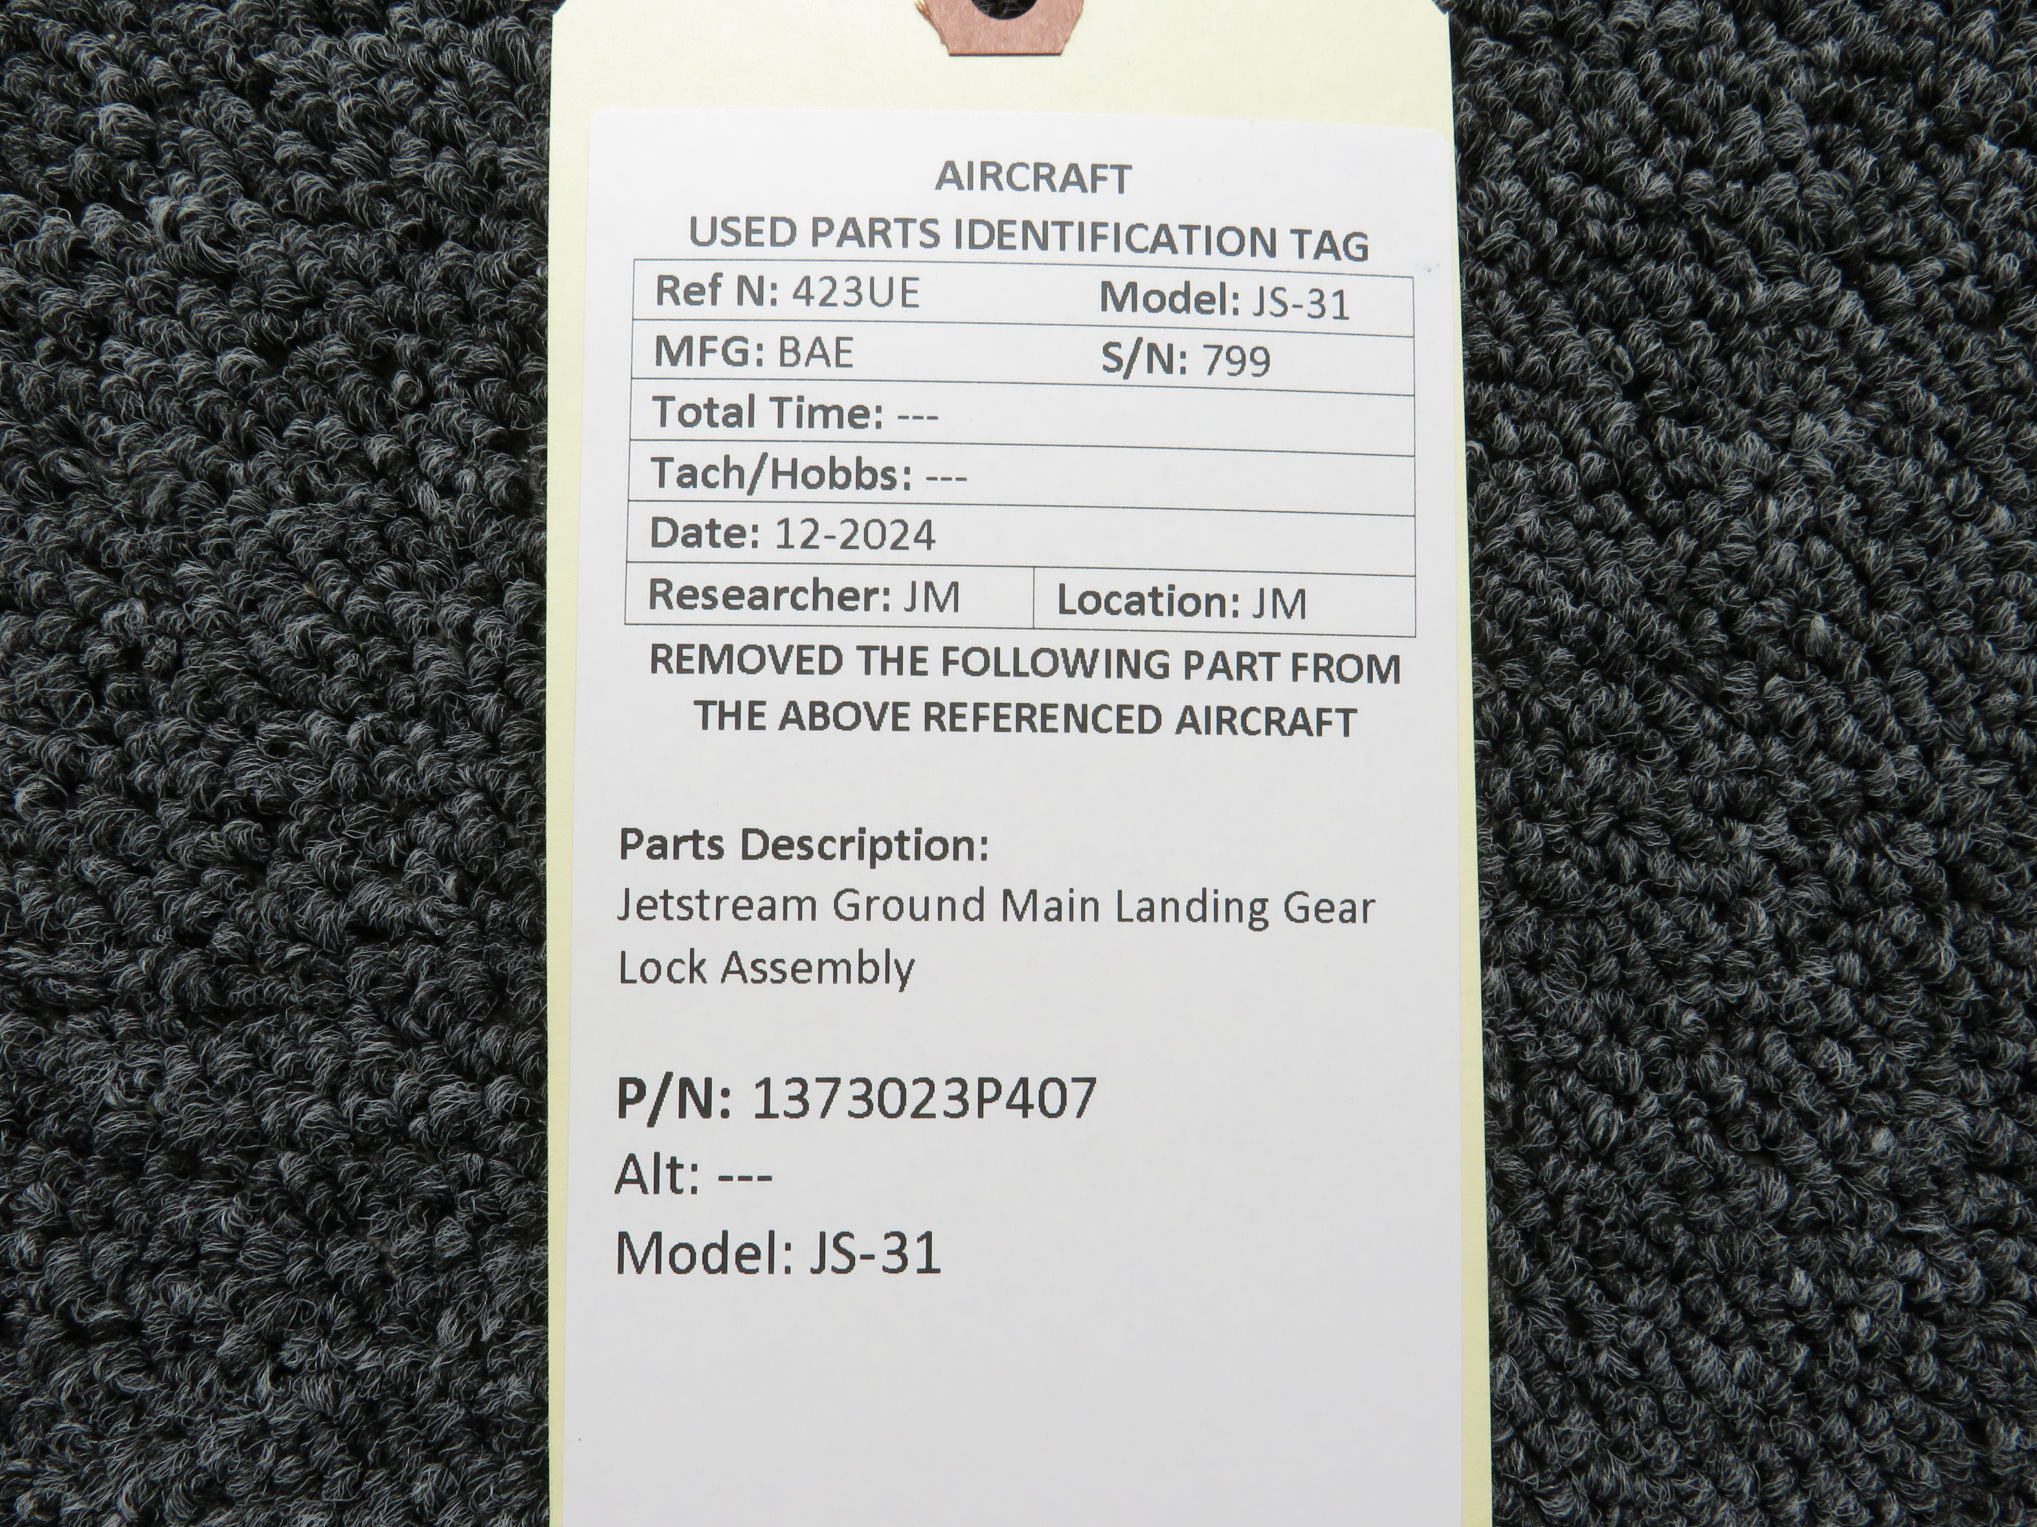 AIRCRAFT
USED PARTS IDENTIFICATION TAG
Ref N: 423UE Model: JS-31
MFG: BAE S/N: 799
Total Time: ---
Tach/Hobbs: ---
Date: 12-2024
Researcher: JM Location: JM
REMOVED THE FOLLOWING PART FROM
THE ABOVE REFERENCED AIRCRAFT
Parts Description:
Jetstream Ground Main Landing Gear
Lock Assembly
P/N: 1373023P407
Alt: ---
Model: JS-31